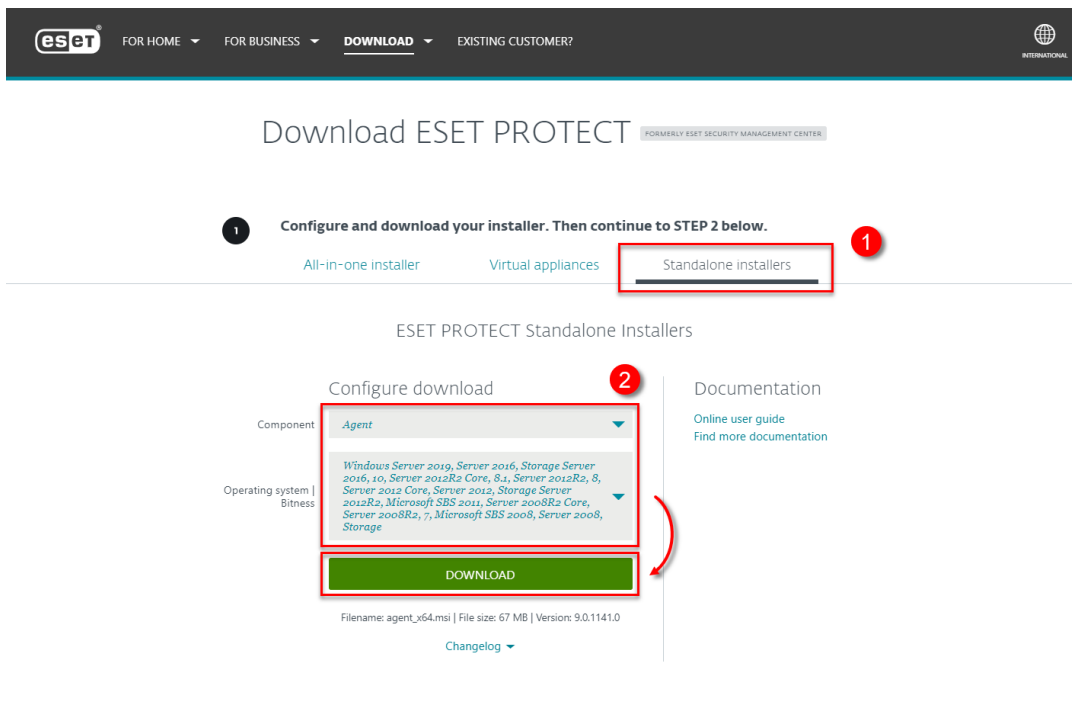 eset®
FOR HOME
FOR BUSINESS
DOWNLOAD
EXISTING CUSTOMER?
INTERNATIONAL
Download ESET PROTECT
FORMERLY ESET SECURITY MANAGEMENT CENTER
1
Configure and download your installer. Then continue to STEP 2 below.
1
All-in-one installer
Virtual appliances
Standalone installers
ESET PROTECT Standalone Installers
Configure download
2
Component
Agent
Operating system |
Bitness
Windows Server 2019, Server 2016, Storage Server
2016, 10, Server 2012R2 Core, 8.1, Server 2012R2, 8,
Server 2012 Core, Server 2012, Storage Server
2012R2, Microsoft SBS 2011, Server 2008R2 Core,
Server 2008R2, 7, Microsoft SBS 2008, Server 2008,
Storage
DOWNLOAD
Filename: agent_x64.msi | File size: 67 MB | Version: 9.0.1141.0
Changelog
Documentation
Online user guide
Find more documentation